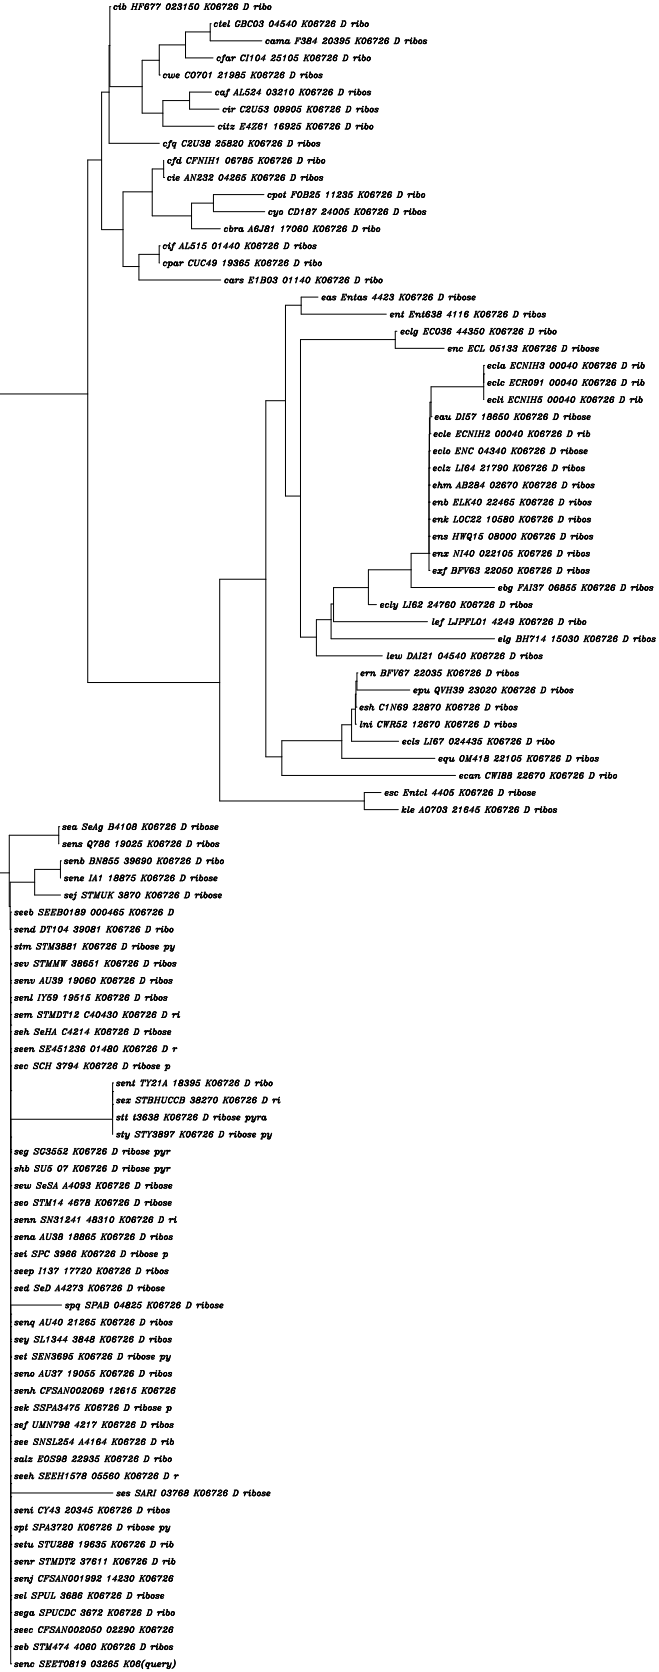 cib HF677 023150 K06726 D ribo
ctel GBC03 04540 K06726 D ribo
cama F384 20395 K06726 D ribos
cfar CI104 25105 K06726 D ribo
cwe CO701 21985 K06726 D ribos
caf AL524 03210 K06726 D ribos
cir C2U53 09905 K06726 D ribos
citz E4Z61 16925 K06726 D ribo
cfq C2U38 25820 K06726 D ribos
cfd CFNIH1 06785 K06726 D ribo
cie AN232 04265 K06726 D ribos
cpot FOB25 11235 K06726 D ribo
cyo CD187 24005 K06726 D ribos
cbra A6J81 17060 K06726 D ribo
cif AL515 01440 K06726 D ribos
cpar CUC49 19365 K06726 D ribo
cars E1B03 01140 K06726 D ribo
eas Entas 4423 K06726 D ribose
ent Ent638 4116 K06726 D ribos
eclg EC036 44350 K06726 D ribo
enc ECL 05133 K06726 D ribose
ecla ECNIH3 00040 K06726 D rib
eclc ECR091 00040 K06726 D rib
ecli ECNIH5 00040 K06726 D rib
eau DI57 18650 K06726 D ribose
ecle ECNIH2 00040 K06726 D rib
eclo ENC 04340 K06726 D ribose
eclz LI64 21790 K06726 D ribos
ehm AB284 02670 K06726 D ribos
enb ELK40 22465 K06726 D ribos
enk LOC22 10580 K06726 D ribos
ens HWQ15 08000 K06726 D ribos
enx NI40 022105 K06726 D ribos
exf BFV63 22050 K06726 D ribos
ebg FAI37 06855 K06726 D ribos
ecly LI62 24760 K06726 D ribos
lef LJPFL01 4249 K06726 D ribo
elg BH714 15030 K06726 D ribos
lew DAI21 04540 K06726 D ribos
ern BFV67 22035 K06726 D ribos
epu QVH39 23020 K06726 D ribos
esh C1N69 22870 K06726 D ribos
lni CWR52 12670 K06726 D ribos
ecls LI67 024435 K06726 D ribo
equ OM418 22105 K06726 D ribos
ecan CWI88 22670 K06726 D ribo
esc Entcl 4405 K06726 D ribose
kle AO703 21645 K06726 D ribos
sea SeAg B4108 K06726 D ribose
sens Q786 19025 K06726 D ribos
senb BN855 39690 K06726 D ribo
sene IA1 18875 K06726 D ribose
sej STMUK 3870 K06726 D ribose
seeb SEEB0189 000465 K06726 D
send DT104 39081 K06726 D ribo
stm STM3881 K06726 D ribose py
sev STMMW 38651 K06726 D ribos
senv AU39 19060 K06726 D ribos
senl IY59 19515 K06726 D ribos
sem STMDT12 C40430 K06726 D ri
seh SeHA C4214 K06726 D ribose
seen SE451236 01480 K06726 D r
sec SCH 3794 K06726 D ribose p
sent TY21A 18395 K06726 D ribo
sex STBHUCCB 38270 K06726 D ri
stt t3638 K06726 D ribose pyra
sty STY3897 K06726 D ribose py
seg SG3552 K06726 D ribose pyr
shb SU5 07 K06726 D ribose pyr
sew SeSA A4093 K06726 D ribose
seo STM14 4678 K06726 D ribose
senn SN31241 48310 K06726 D ri
sena AU38 18865 K06726 D ribos
sei SPC 3966 K06726 D ribose p
seep I137 17720 K06726 D ribos
sed SeD A4273 K06726 D ribose
spq SPAB 04825 K06726 D ribose
senq AU40 21265 K06726 D ribos
sey SL1344 3848 K06726 D ribos
set SEN3695 K06726 D ribose py
seno AU37 19055 K06726 D ribos
senh CFSAN002069 12615 K06726
sek SSPA3475 K06726 D ribose p
sef UMN798 4217 K06726 D ribos
see SNSL254 A4164 K06726 D rib
salz EOS98 22935 K06726 D ribo
seeh SEEH1578 05560 K06726 D r
ses SARI 03768 K06726 D ribose
seni CY43 20345 K06726 D ribos
spt SPA3720 K06726 D ribose py
setu STU288 19635 K06726 D rib
senr STMDT2 37611 K06726 D rib
senj CFSAN001992 14230 K06726
sel SPUL 3686 K06726 D ribose
sega SPUCDC 3672 K06726 D ribo
seec CFSAN002050 02290 K06726
seb STM474 4060 K06726 D ribos
senc SEET0819 03265 K06(query)